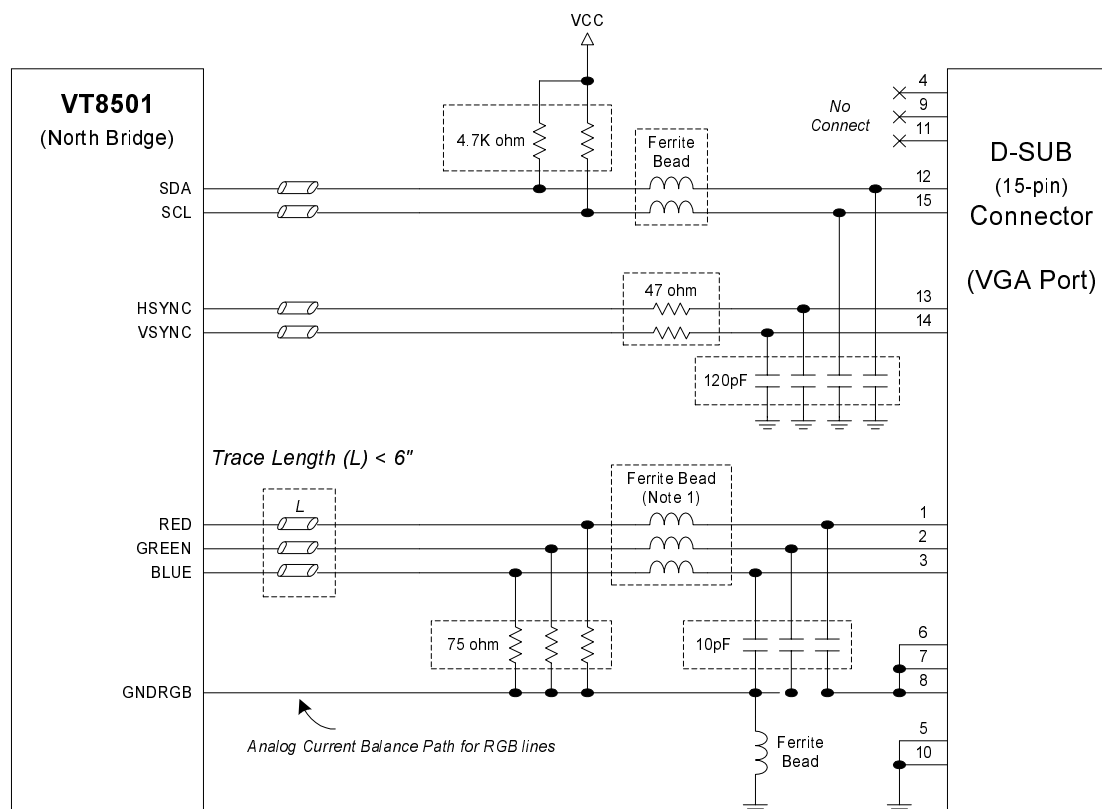 VCC
VT8501
(North Bridge)
4.7K ohm
Ferrite
Bead
No
Connect
4
9
11
D-SUB
(15-pin)
Connector
(VGA Port)
SDA
12
SCL
15
47 ohm
HSYNC
13
VSYNC
14
120pF
Trace Length (L) < 6"
L
Ferrite Bead
(Note 1)
RED
1
GREEN
2
BLUE
3
75 ohm
10pF
6
7
GNDRGB
8
Analog Current Balance Path for RGB lines
Ferrite
Bead
5
10